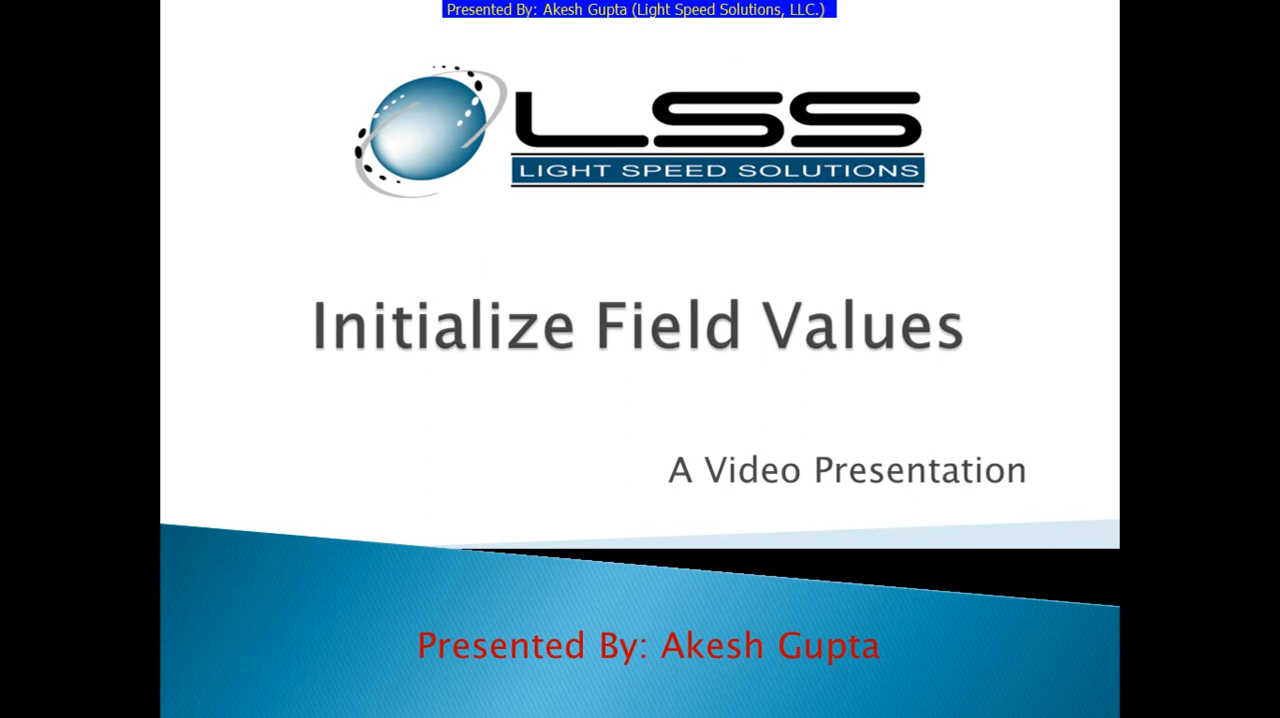 Presented By: Akesh Gupta (Light Speed Solutions, LLC.)
LSS
LIGHT SPEED SOLUTIONS
Initialize Field Values
A Video Presentation
Presented By: Akesh Gupta